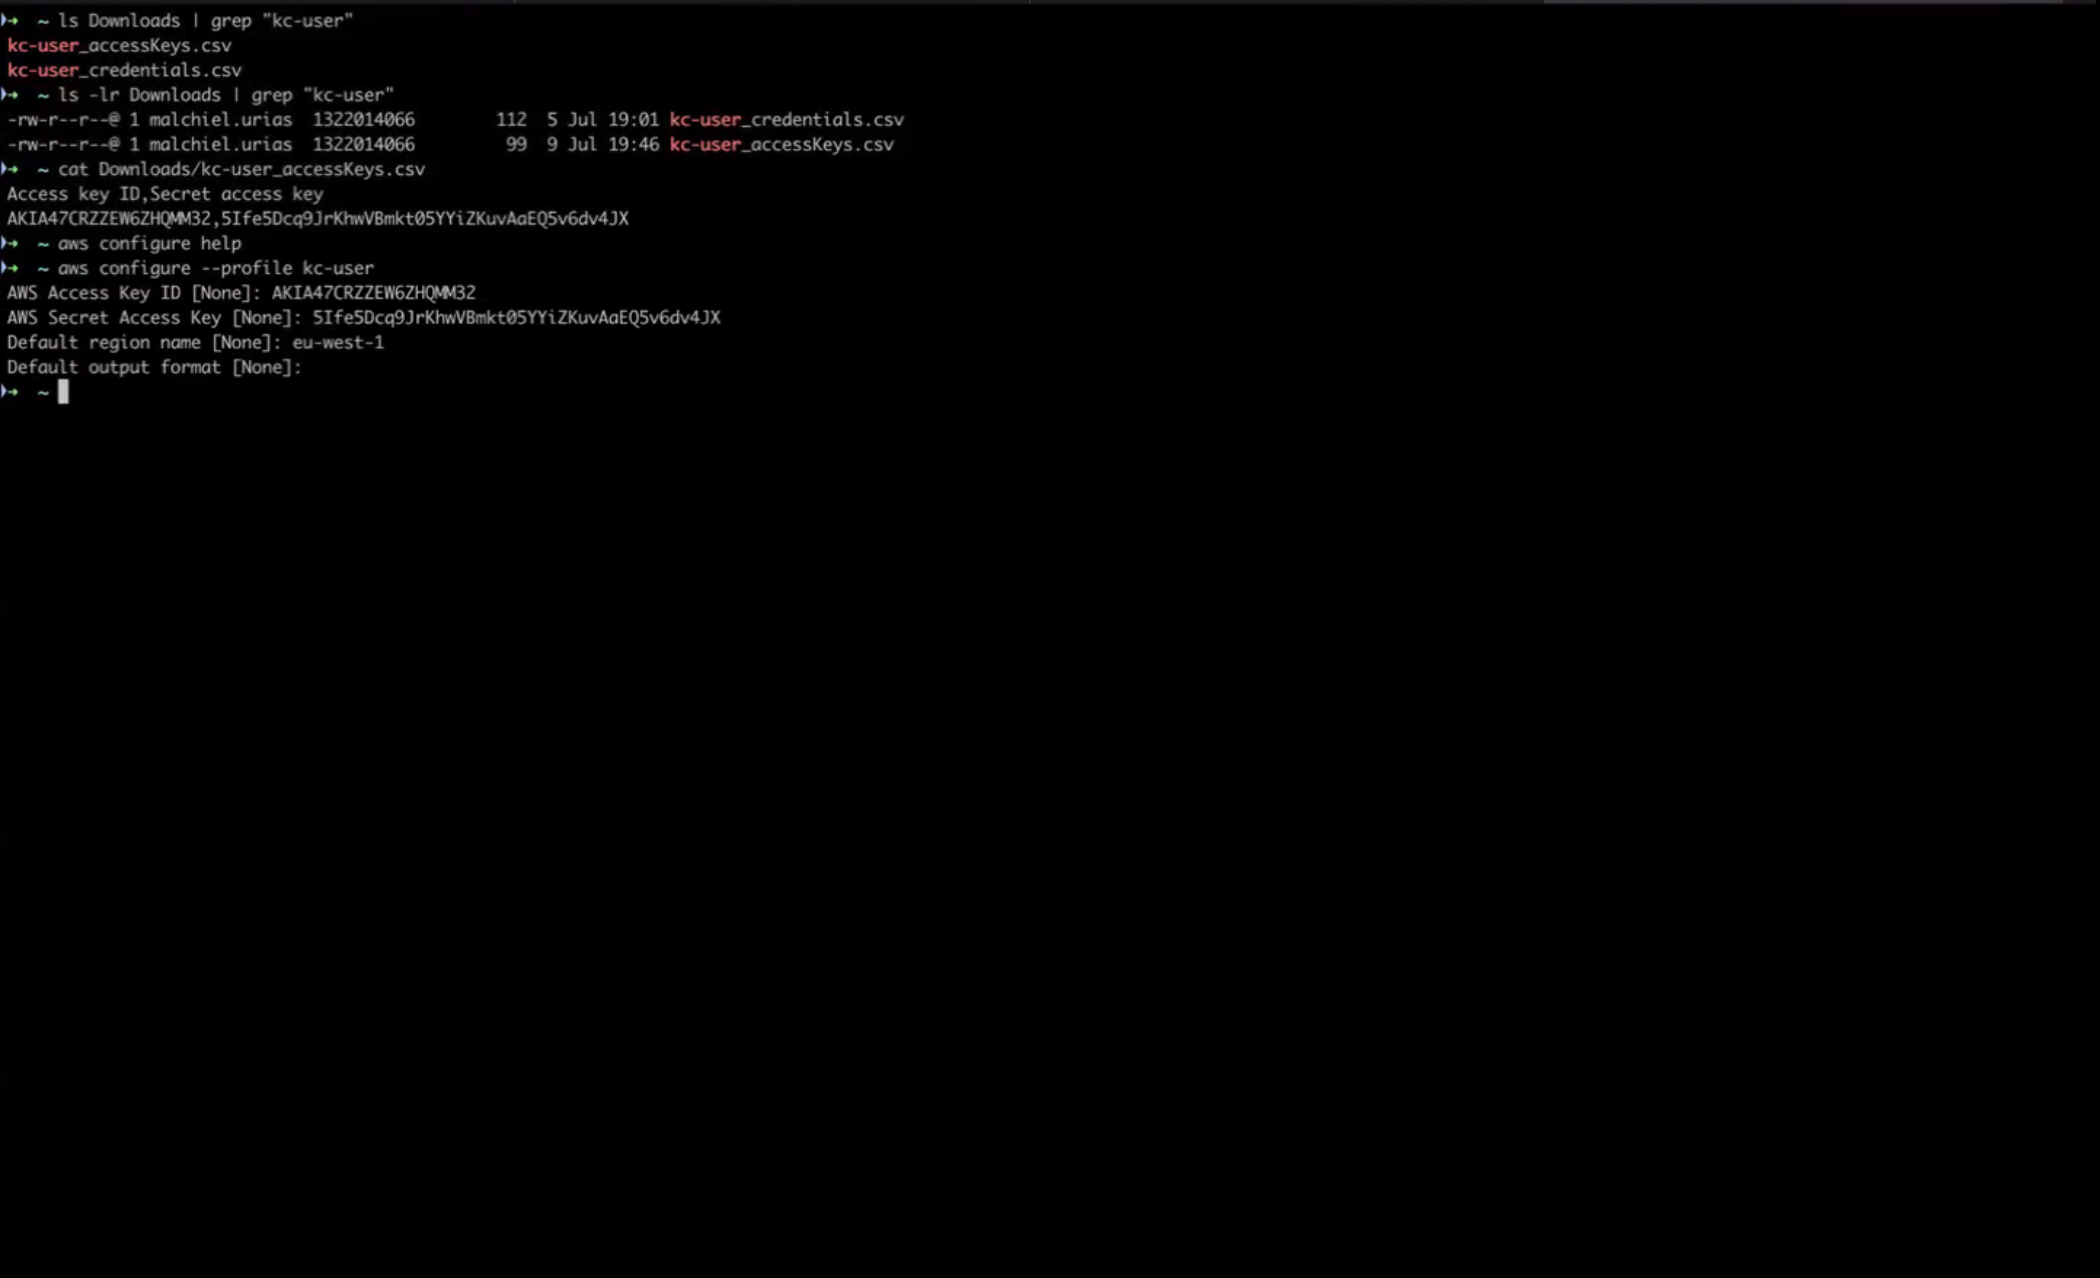 ~ ls Downloads | grep "kc-user"
kc-user_accessKeys.csv
kc-user_credentials.csv
~ ls -lr Downloads | grep "kc-user"
-rw-r--r--@ 1 malchiel.urias 1322014066 112 5 Jul 19:01 kc-user_credentials.csv
-rw-r--r--@ 1 malchiel.urias 1322014066 99 9 Jul 19:46 kc-user_accessKeys.csv
~ cat Downloads/kc-user_accessKeys.csv
Access key ID,Secret access key
AKIA47CRZZEW6ZHQMM32,5Ife5Dcq9JrKhwVBmkt05YYiZKuvAaEQ5v6dv4JX
~ aws configure help
~ aws configure --profile kc-user
AWS Access Key ID [None]: AKIA47CRZZEW6ZHQMM32
AWS Secret Access Key [None]: 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
Default region name [None]: eu-west-1
Default output format [None]:
~